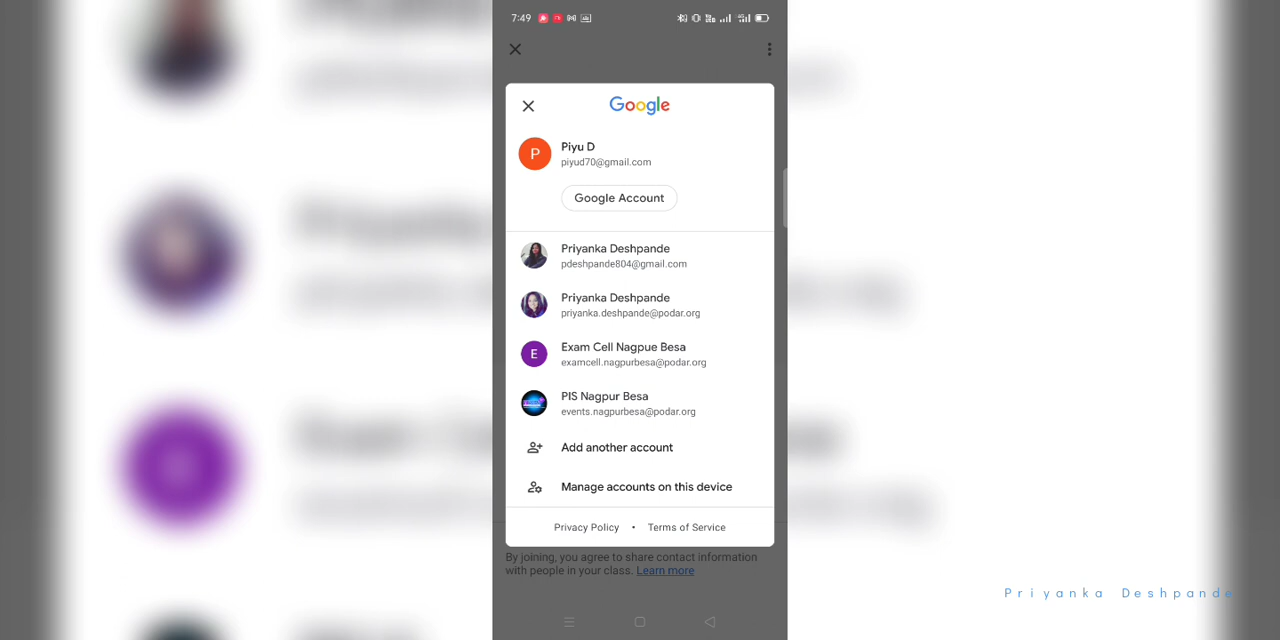 7:49
Google
P
Piyu D
piyud70@gmail.com
Google Account
Priyanka Deshpande
pdeshpande804@gmail.com
Priyanka Deshpande
priyanka.deshpande@podar.org
E
Exam Cell Nagpue Besa
examcell.nagpurbesa@podar.org
PIS Nagpur Besa
events.nagpurbesa@podar.org
Add another account
Manage accounts on this device
Privacy Policy • Terms of Service
By joining, you agree to share contact information
with people in your class. Learn more
Priyanka Deshpande